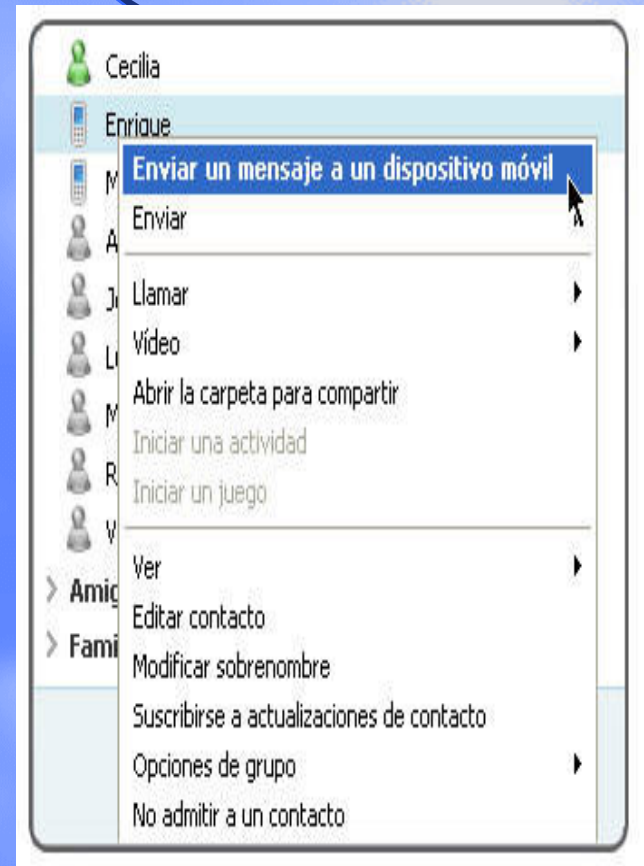 Cecilia
Enrique
Enviar un mensaje a un dispositivo móvil
Enviar
Llamar
Vídeo
Abrir la carpeta para compartir
Iniciar una actividad
Iniciar un juego
Ver
Editar contacto
Modificar sobrenombre
Suscribirse a actualizaciones de contacto
Opciones de grupo
No admitir a un contacto